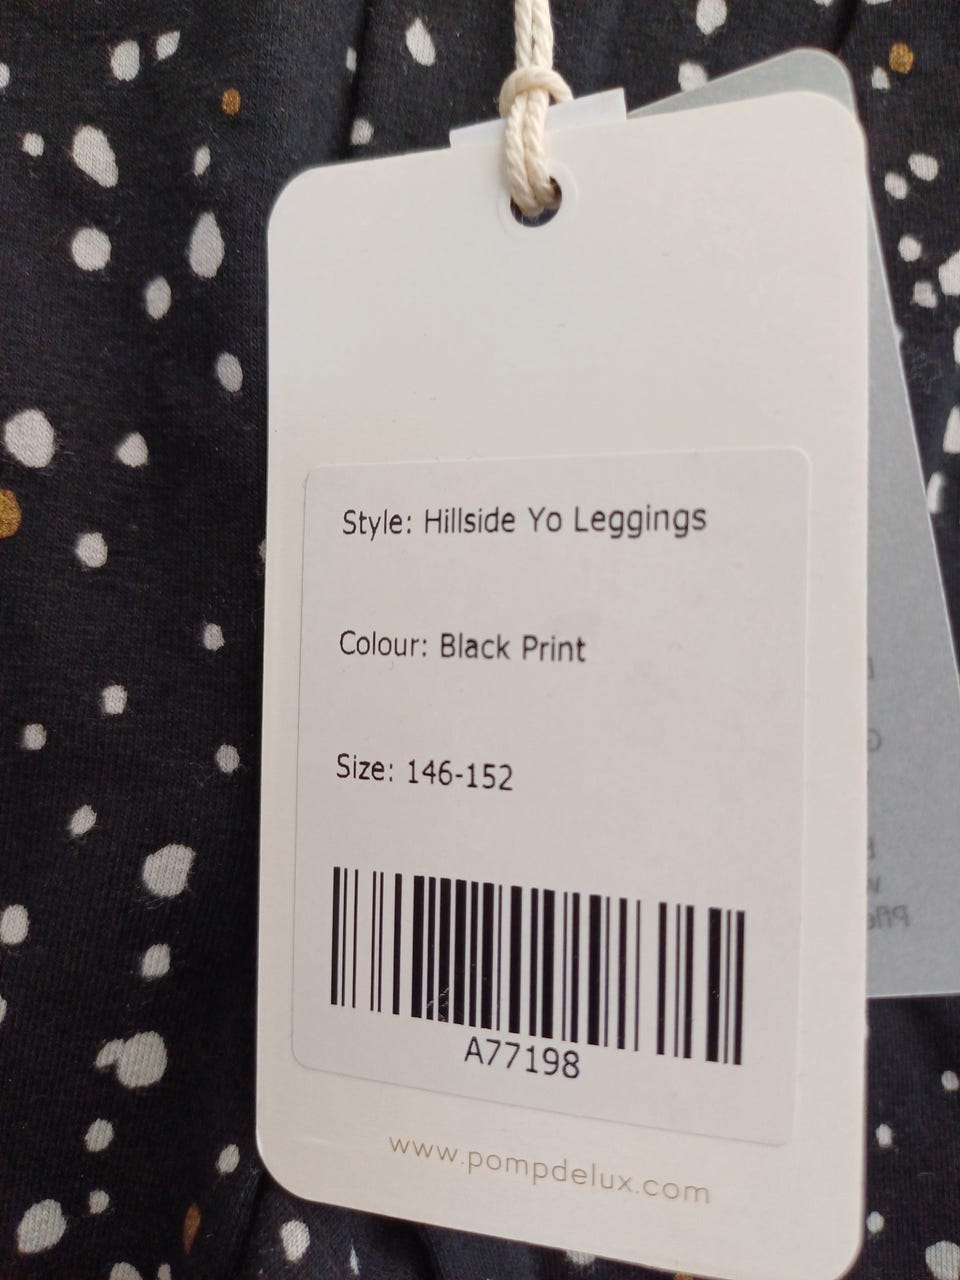 Style: Hillside Yo Leggings
Colour: Black Print
Size: 146-152
A77198
www.pompdelux.com